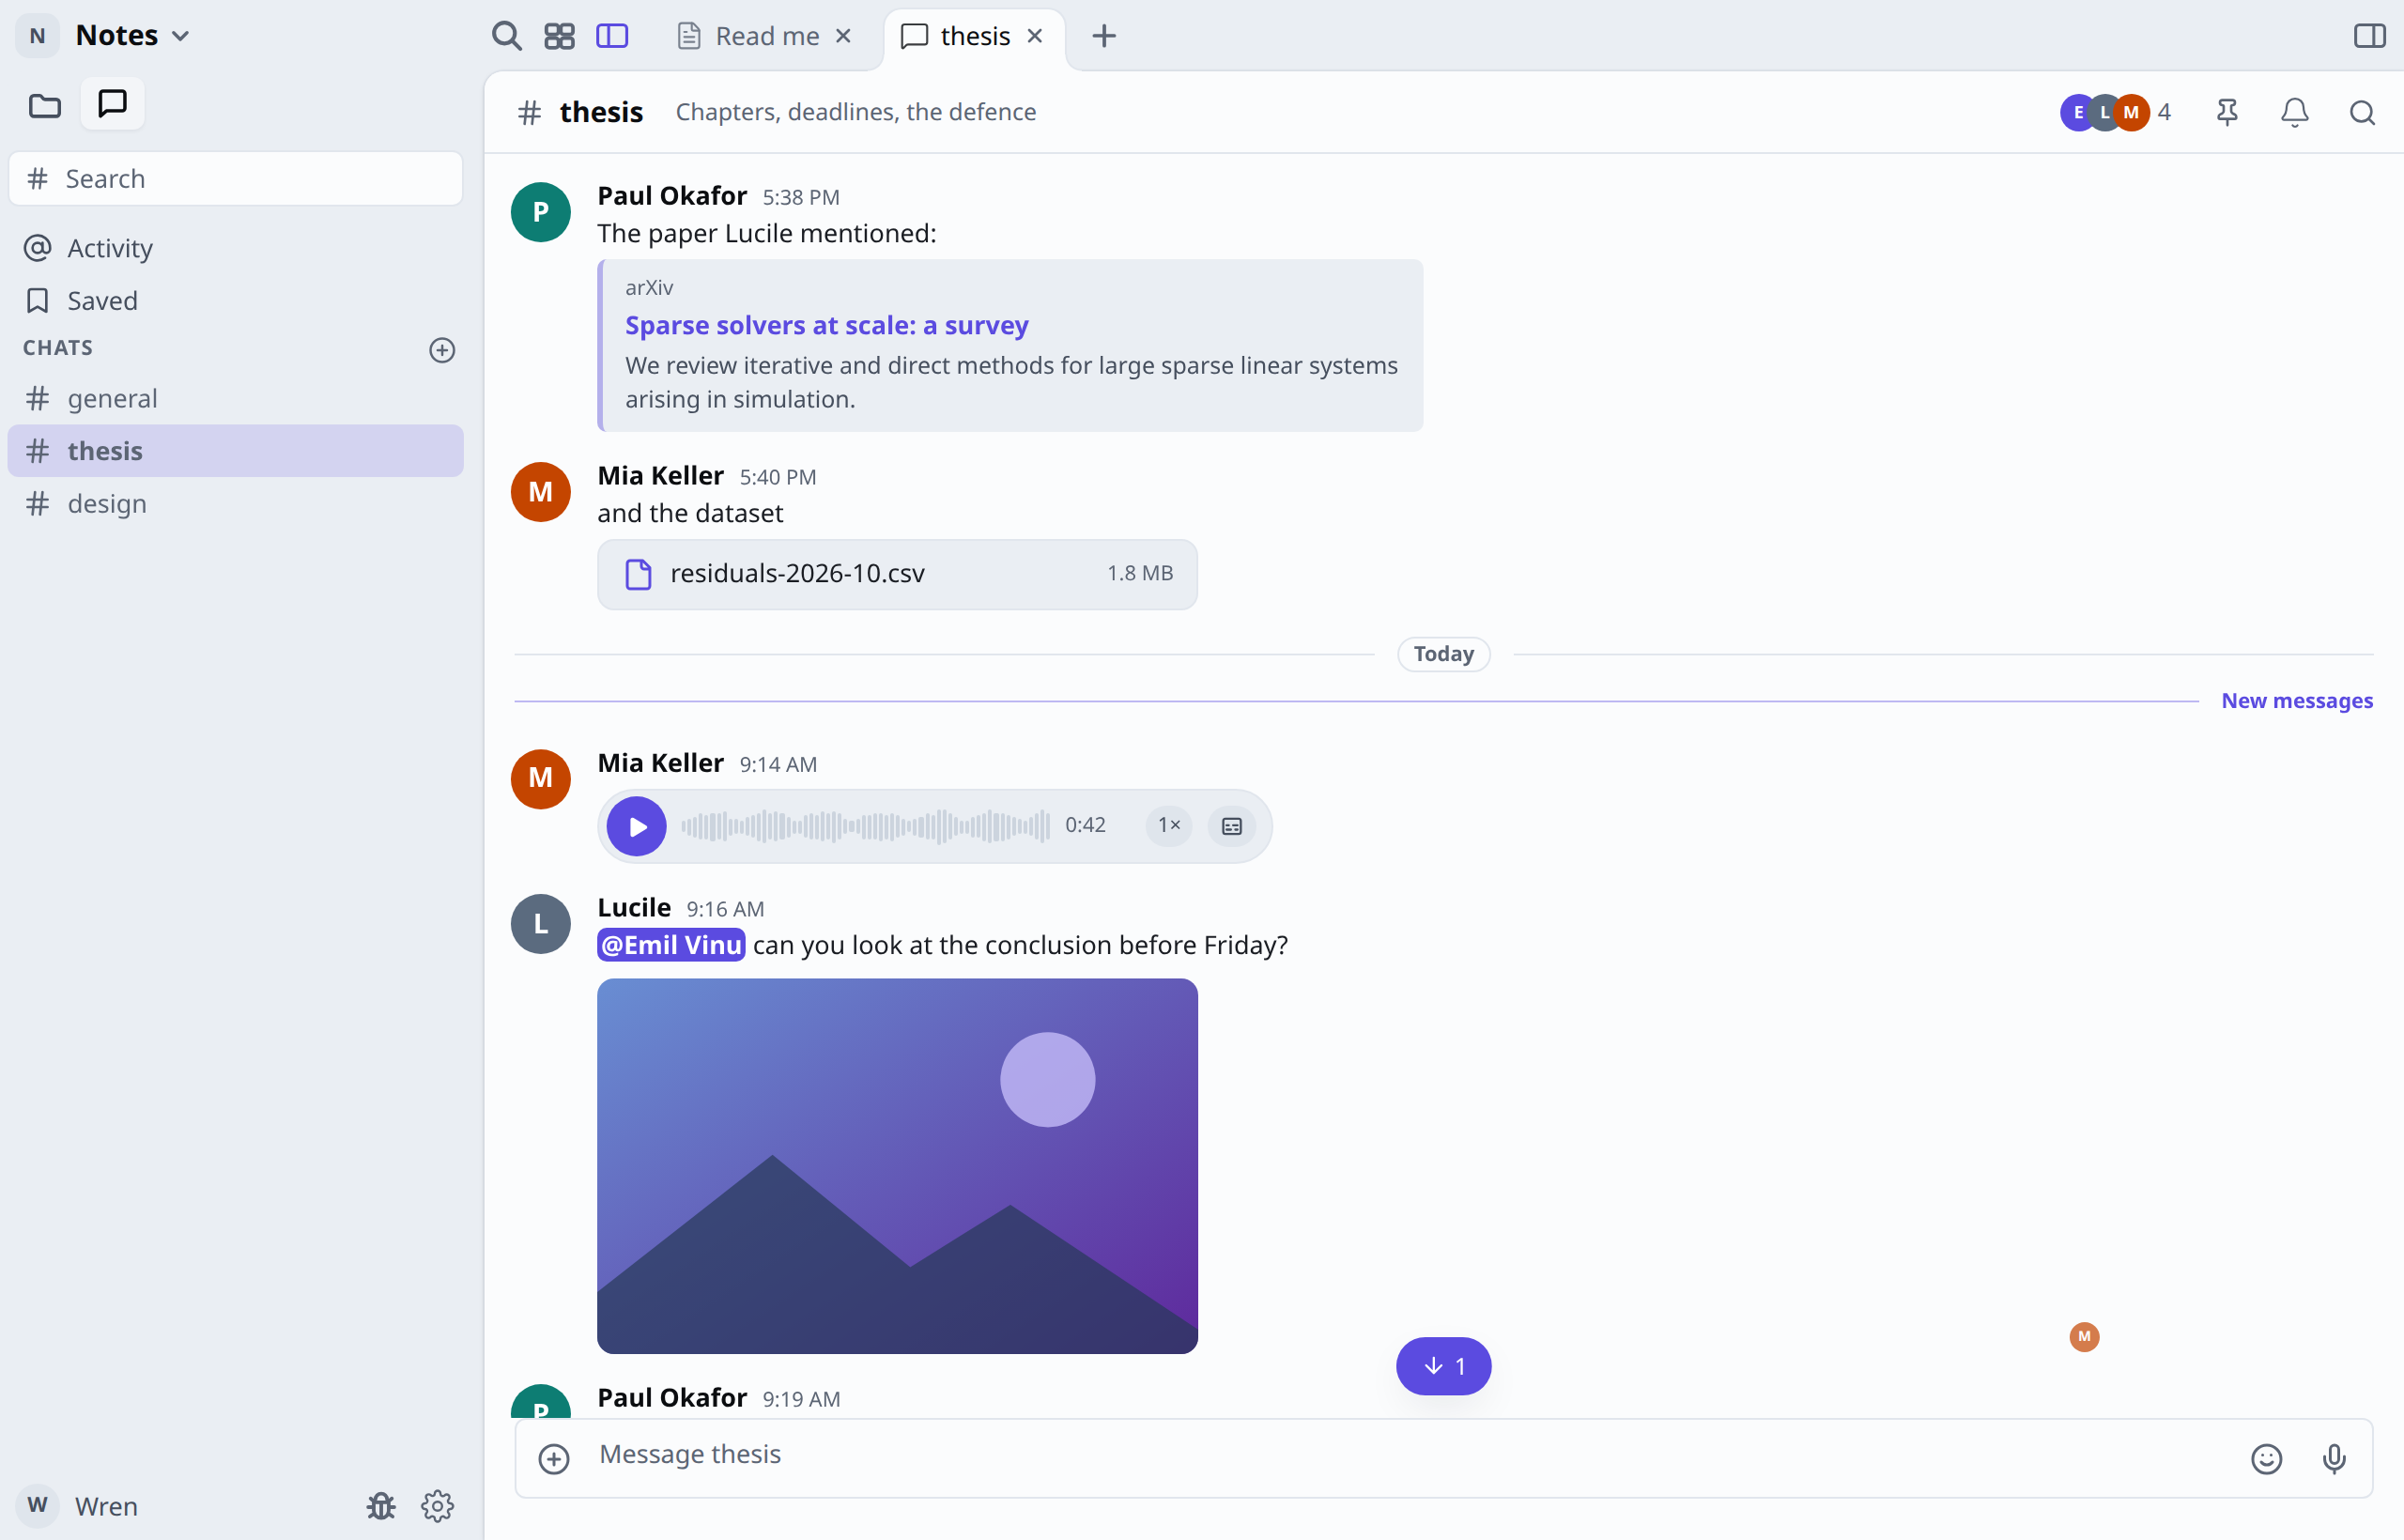 N Notes
Read me
thesis
# thesis Chapters, deadlines, the defence
E L M 4
Search
Activity
Saved
CHATS
general
thesis
design
P
Paul Okafor 5:38 PM
The paper Lucile mentioned:
arXiv
Sparse solvers at scale: a survey
We review iterative and direct methods for large sparse linear systems
arising in simulation.
M
Mia Keller 5:40 PM
and the dataset
residuals-2026-10.csv 1.8 MB
Today
New messages
M
Mia Keller 9:14 AM
0:42 1×
L
Lucile 9:16 AM
@Emil Vinu can you look at the conclusion before Friday?
M
1
P
Paul Okafor 9:19 AM
Message thesis
W Wren